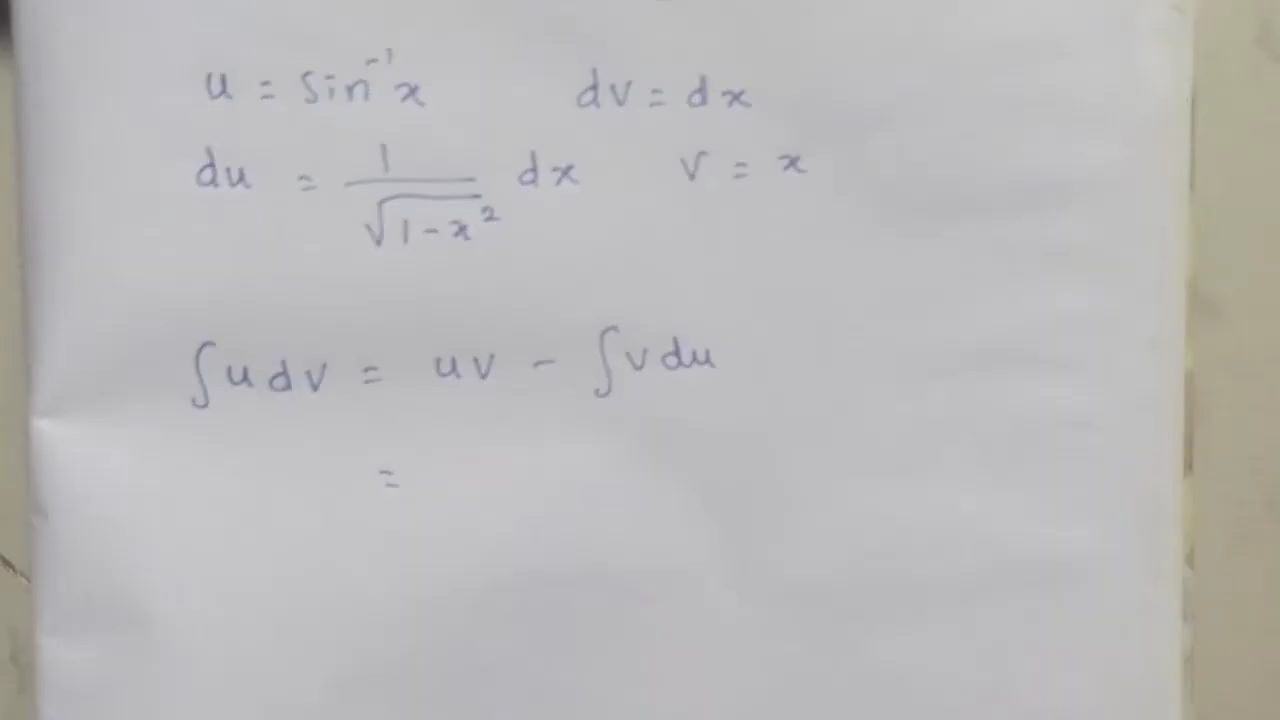 u = sin⁻¹x dv = dx
du = 1/√(1-x²) dx v = x
∫u dv = uv - ∫v du
=